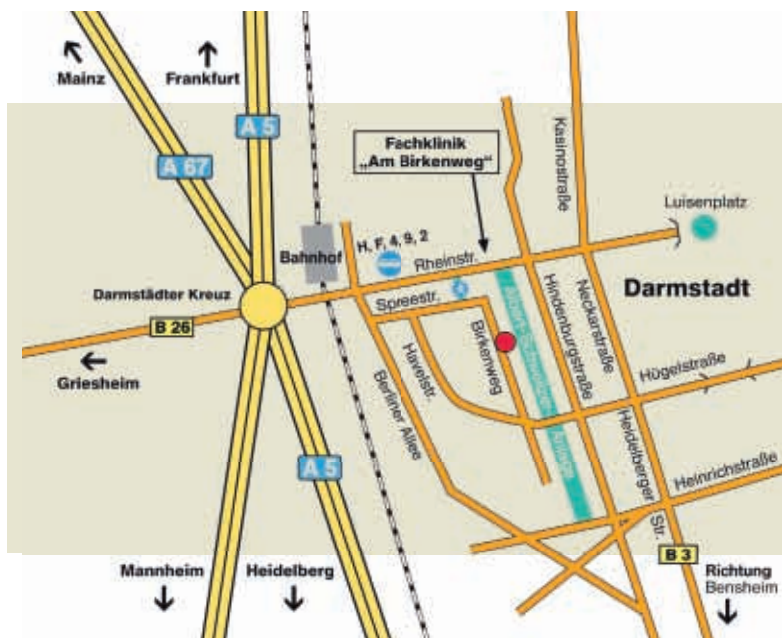 Mainz
Frankfurt
A 5
A 67
Fachklinik
„Am Birkenweg“
Kasinostraße
Luisenplatz
H, F, 4, 9, 2
Bahnhof
Rheinstr.
Darmstädter Kreuz
Spreestr.
Darmstadt
B 26
Griesheim
Havelstr.
Birkenweg
Berliner Allee
Hindenburgstraße
Neckarstraße
Hügelstraße
Anlage
Heidelberger
Str.
Heinrichstraße
A 5
B 3
Mannheim
Heidelberg
Richtung
Bensheim